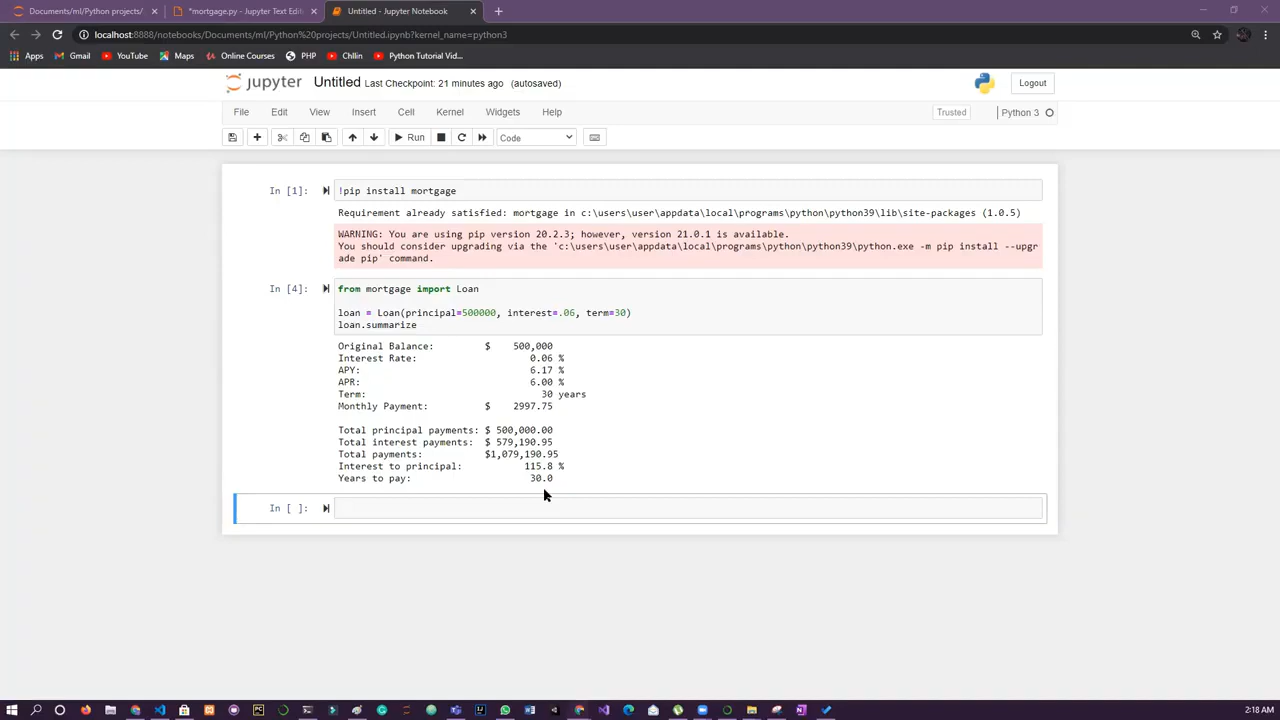 Documents/ml/Python projects/
*mortgage.py - Jupyter Text Edit
Untitled - Jupyter Notebook
localhost:8888/notebooks/Documents/ml/Python%20projects/Untitled.ipynb?kernel_name=python3
Apps Gmail YouTube Maps Online Courses PHP Chllin Python Tutorial Vid...
jupyter Untitled Last Checkpoint: 21 minutes ago (autosaved) Logout
File Edit View Insert Cell Kernel Widgets Help Trusted Python 3
Run Code
In [1]: !pip install mortgage
Requirement already satisfied: mortgage in c:\users\user\appdata\local\programs\python\python39\lib\site-packages (1.0.5)
WARNING: You are using pip version 20.2.3; however, version 21.0.1 is available.
You should consider upgrading via the 'c:\users\user\appdata\local\programs\python\python39\python.exe -m pip install --upgr
ade pip' command.
In [4]: from mortgage import Loan
loan = Loan(principal=500000, interest=.06, term=30)
loan.summarize
Original Balance: $ 500,000
Interest Rate: 0.06 %
APY: 6.17 %
APR: 6.00 %
Term: 30 years
Monthly Payment: $ 2997.75
Total principal payments: $ 500,000.00
Total interest payments: $ 579,190.95
Total payments: $1,079,190.95
Interest to principal: 115.8 %
Years to pay: 30.0
In [ ]:
2:18 AM